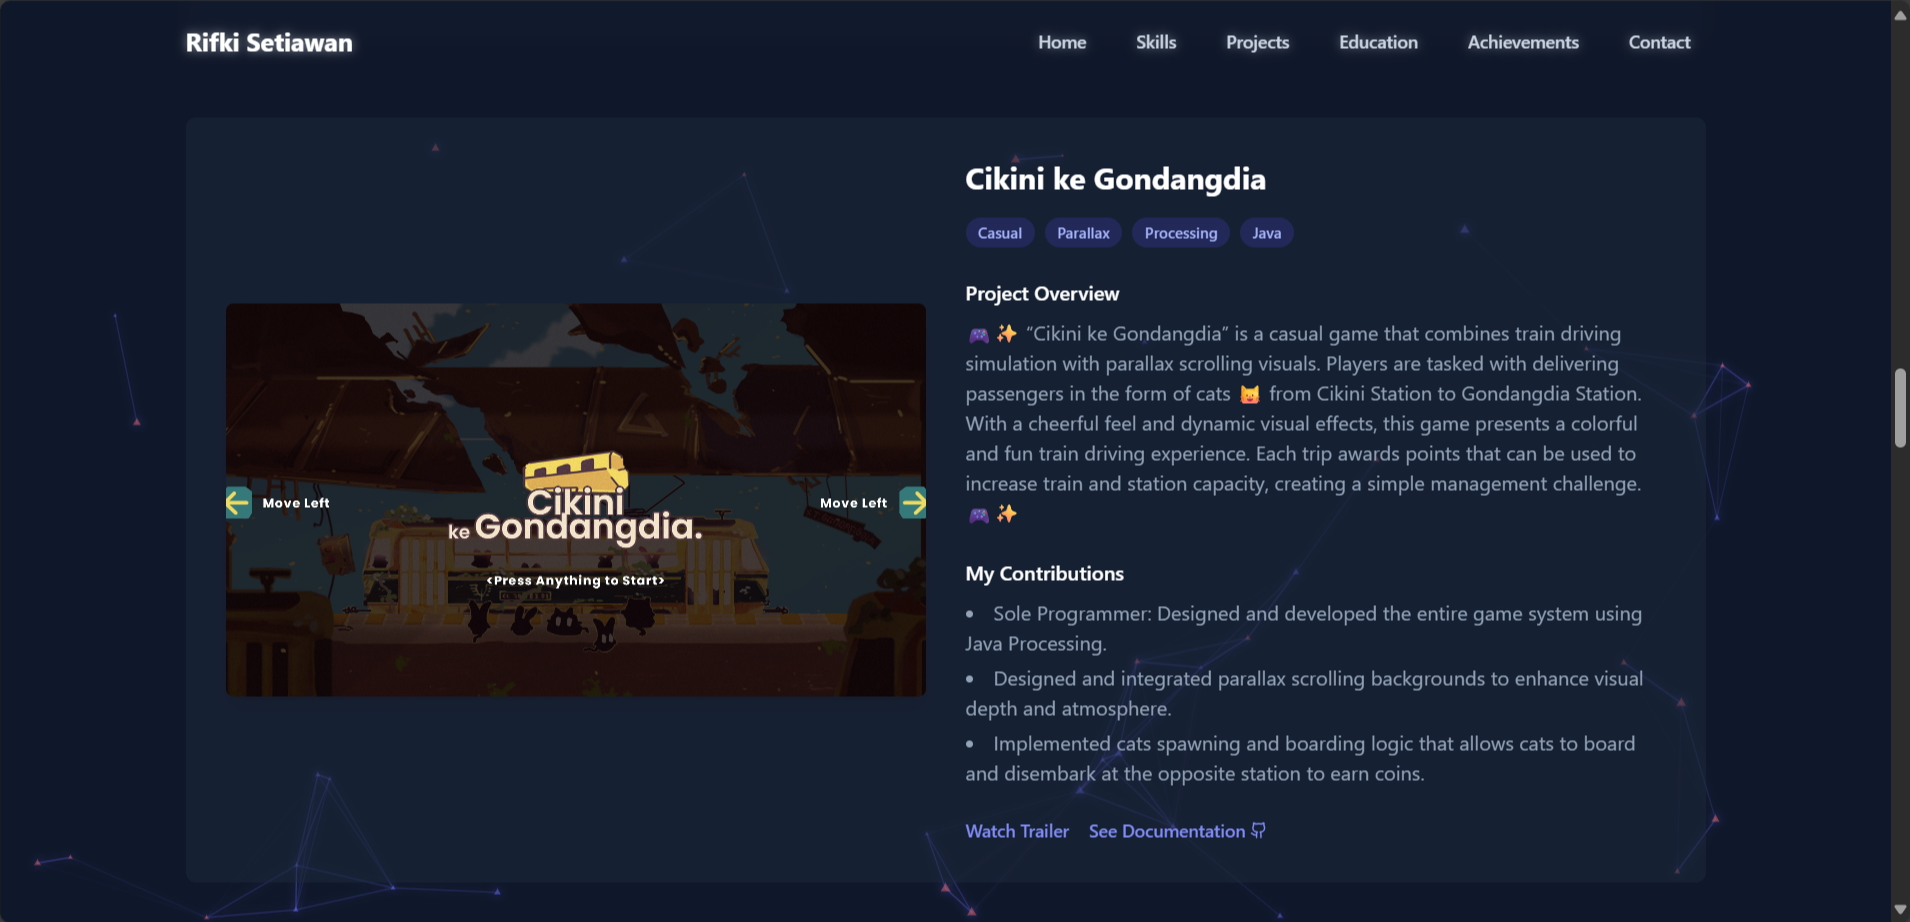 Rifki Setiawan
Home
Skills
Projects
Education
Achievements
Contact
Cikini ke Gondangdia
Casual
Parallax
Processing
Java
Project Overview
🎮✨ “Cikini ke Gondangdia” is a casual game that combines train driving
simulation with parallax scrolling visuals. Players are tasked with delivering
passengers in the form of cats 🐱 from Cikini Station to Gondangdia Station.
With a cheerful feel and dynamic visual effects, this game presents a colorful
and fun train driving experience. Each trip awards points that can be used to
increase train and station capacity, creating a simple management challenge.
🎮✨
My Contributions
• Sole Programmer: Designed and developed the entire game system using
Java Processing.
• Designed and integrated parallax scrolling backgrounds to enhance visual
depth and atmosphere.
• Implemented cats spawning and boarding logic that allows cats to board
and disembark at the opposite station to earn coins.
Watch Trailer
See Documentation
Move Left
Cikini
ke Gondangdia.
Move Left
<Press Anything to Start>